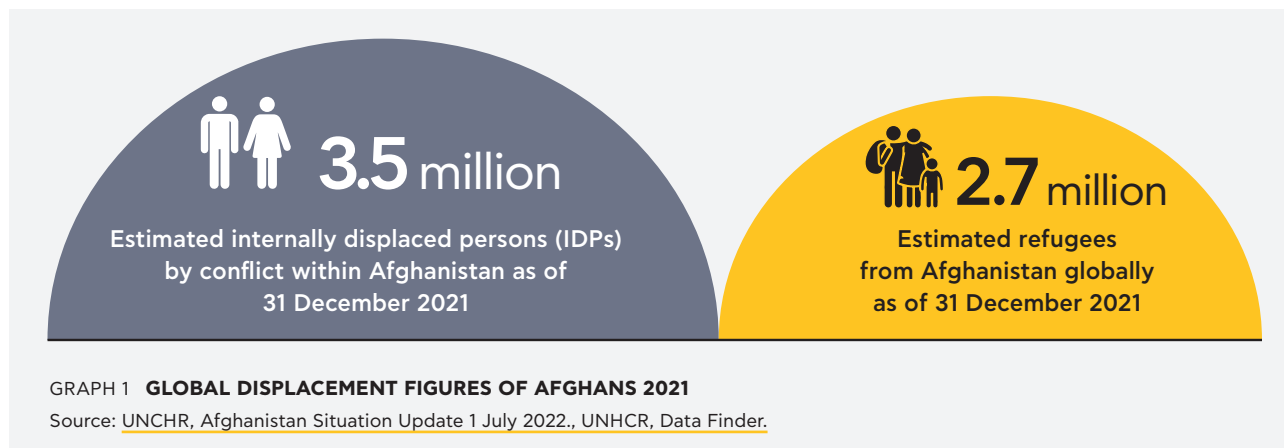 3.5 million
Estimated internally displaced persons (IDPs)
by conflict within Afghanistan as of
31 December 2021
2.7 million
Estimated refugees
from Afghanistan globally
as of 31 December 2021
GRAPH 1 GLOBAL DISPLACEMENT FIGURES OF AFGHANS 2021
Source: UNCHR, Afghanistan Situation Update 1 July 2022., UNHCR, Data Finder.